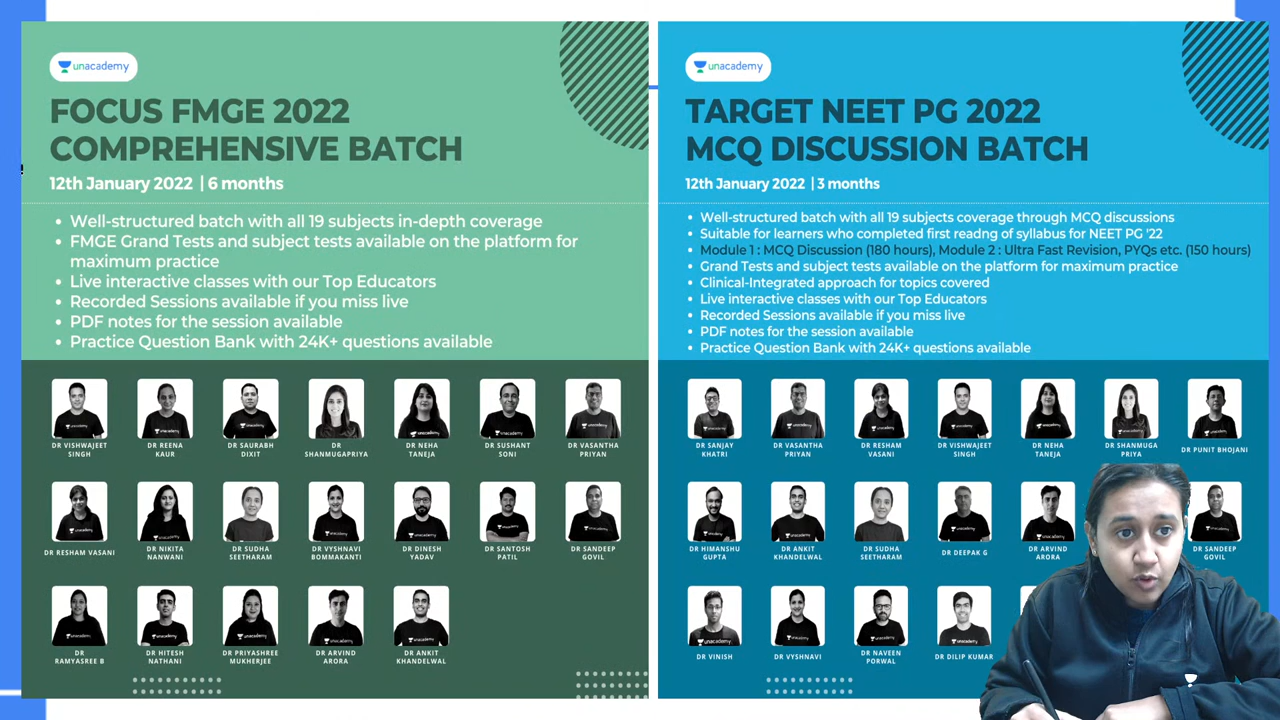 unacademy
FOCUS FMGE 2022
COMPREHENSIVE BATCH
12th January 2022 | 6 months
• Well-structured batch with all 19 subjects in-depth coverage
• FMGE Grand Tests and subject tests available on the platform for
maximum practice
• Live interactive classes with our Top Educators
• Recorded Sessions available if you miss live
• PDF notes for the session available
• Practice Question Bank with 24K+ questions available
DR VISHWAJEET SINGH
DR REENA KAUR
DR SAURABH DIXIT
DR SHANMUGAPRIYA
DR NEHA TANEJA
DR SUSHANT SONI
DR VASANTHA PRIYAN
DR RESHAM VASANI
DR NIKITA NANWANI
DR SUDHA SEETHARAM
DR VYSHNAVI BOMMAKANTI
DR DINESH YADAV
DR SANTOSH PATIL
DR SANDEEP GOVIL
DR RAMYASREE B
DR HITESH NATHANI
DR PRIYASHREE MUKHERJEE
DR ARVIND ARORA
DR ANKIT KHANDELWAL
unacademy
TARGET NEET PG 2022
MCQ DISCUSSION BATCH
12th January 2022 | 3 months
• Well-structured batch with all 19 subjects coverage through MCQ discussions
• Suitable for learners who completed first readng of syllabus for NEET PG '22
• Module 1 : MCQ Discussion (180 hours), Module 2 : Ultra Fast Revision, PYQs etc. (150 hours)
• Grand Tests and subject tests available on the platform for maximum practice
• Clinical-Integrated approach for topics covered
• Live interactive classes with our Top Educators
• Recorded Sessions available if you miss live
• PDF notes for the session available
• Practice Question Bank with 24K+ questions available
DR SANJAY KHATRI
DR VASANTHA PRIYAN
DR RESHAM VASANI
DR VISHWAJEET SINGH
DR NEHA TANEJA
DR SHANMUGA PRIYA
DR PUNIT BHOJANI
DR HIMANSHU GUPTA
DR ANKIT KHANDELWAL
DR SUDHA SEETHARAM
DR DEEPAK G
DR ARVIND ARORA
DR SANDEEP GOVIL
DR VINISH
DR VYSHNAVI
DR NAVEEN PORWAL
DR DILIP KUMAR